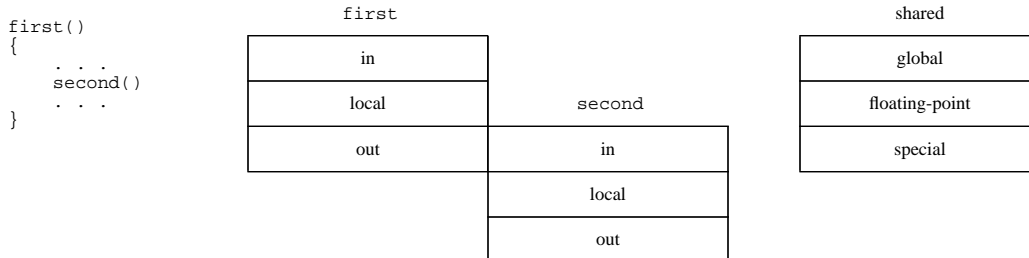 first()
{
    . . .
    second()
    . . .
}
first
in
local
out
second
in
local
out
shared
global
floating-point
special